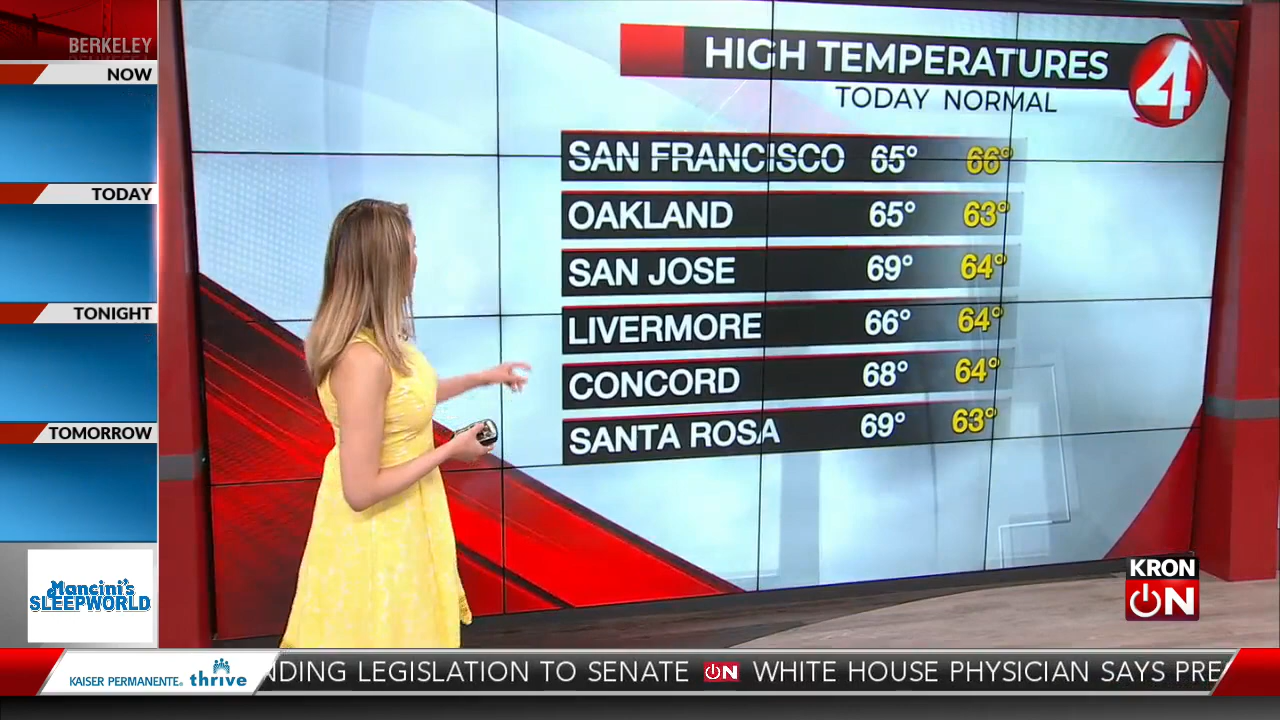 BERKELEY
NOW
TODAY
TONIGHT
TOMORROW
Mancini's
SLEEPWORLD
HIGH TEMPERATURES
4
TODAY NORMAL
SAN FRANCISCO 65° 66°
OAKLAND 65° 63°
SAN JOSE 69° 64°
LIVERMORE 66° 64°
CONCORD 68° 64°
SANTA ROSA 69° 63°
KRON
ON
KAISER PERMANENTE® thrive
NDING LEGISLATION TO SENATE ON WHITE HOUSE PHYSICIAN SAYS PRE